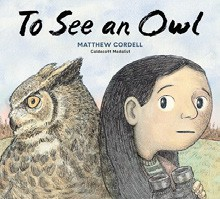 To See an Owl
MATTHEW CORDELL
Caldecott Medalist